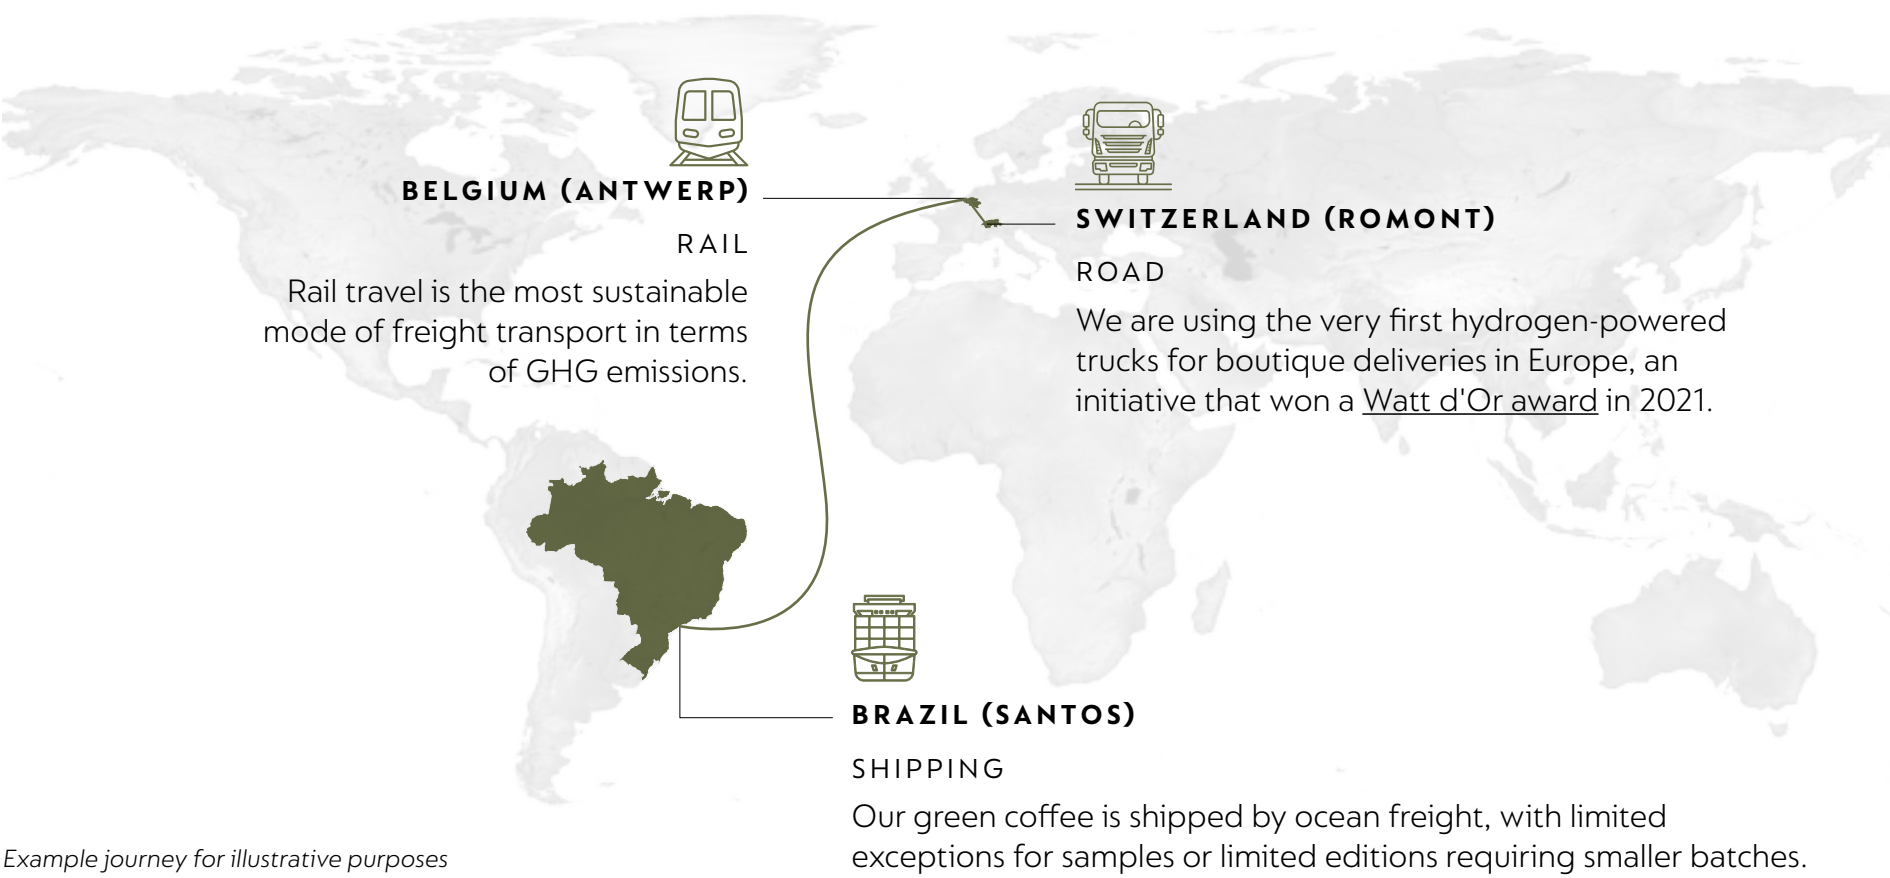 BELGIUM (ANTWERP)
RAIL
Rail travel is the most sustainable
mode of freight transport in terms
of GHG emissions.
SWITZERLAND (ROMONT)
ROAD
We are using the very first hydrogen-powered
trucks for boutique deliveries in Europe, an
initiative that won a Watt d'Or award in 2021.
BRAZIL (SANTOS)
SHIPPING
Our green coffee is shipped by ocean freight, with limited
exceptions for samples or limited editions requiring smaller batches.
Example journey for illustrative purposes